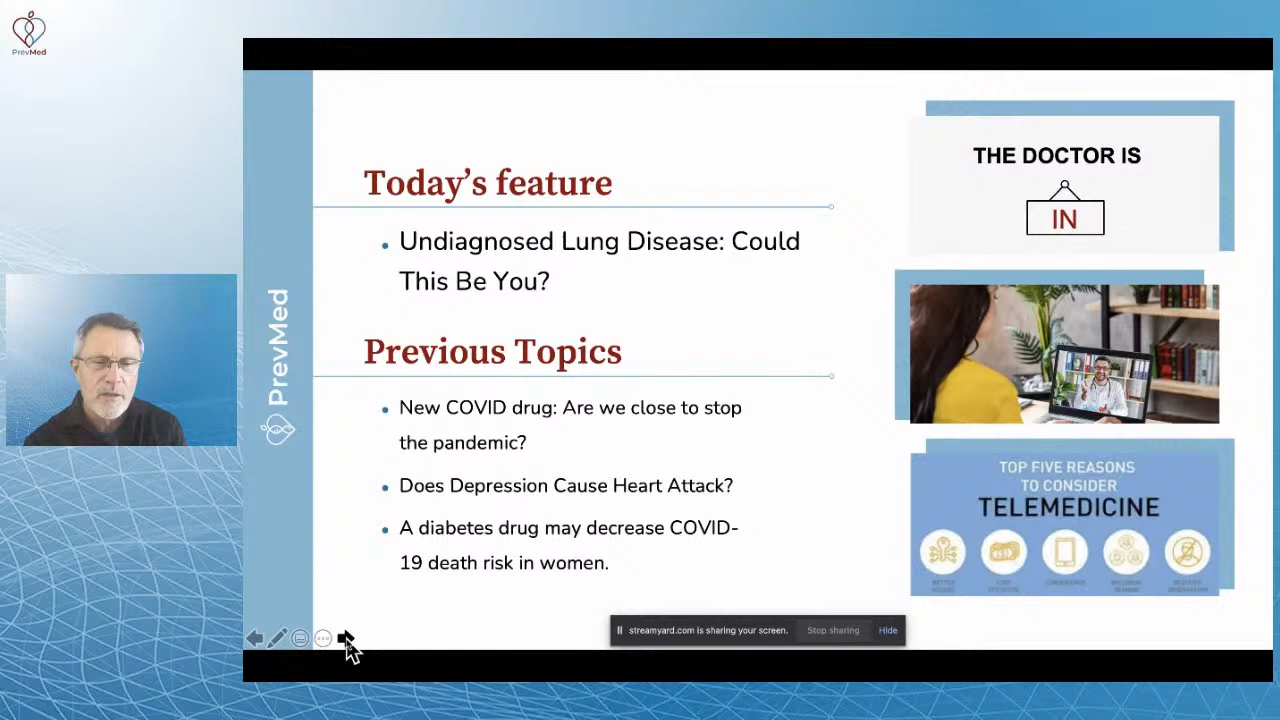 PrevMed
PrevMed
Today's feature
• Undiagnosed Lung Disease: Could
This Be You?
Previous Topics
• New COVID drug: Are we close to stop
the pandemic?
• Does Depression Cause Heart Attack?
• A diabetes drug may decrease COVID-
19 death risk in women.
THE DOCTOR IS
IN
TOP FIVE REASONS
TO CONSIDER
TELEMEDICINE
streamyard.com is sharing your screen.
Stop sharing
Hide